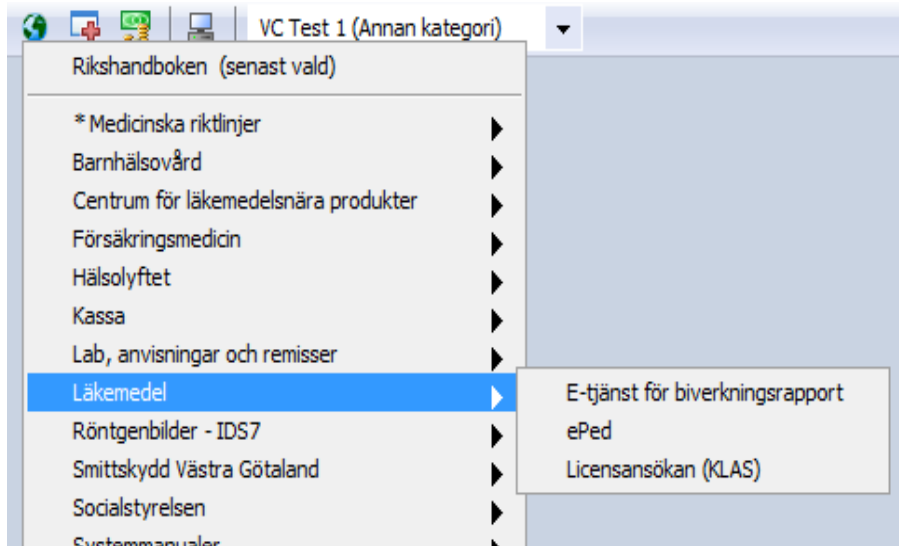 VC Test 1 (Annan kategori)
Rikshandboken (senast vald)
* Medicinska riktlinjer
Barnhälsovård
Centrum för läkemedelsnära produkter
Försäkringsmedicin
Hälsolyftet
Kassa
Lab, anvisningar och remisser
Läkemedel
E-tjänst för biverkningsrapport
Röntgenbilder - IDS7
ePed
Smittskydd Västra Götaland
Licensansökan (KLAS)
Socialstyrelsen
Systemmanualer